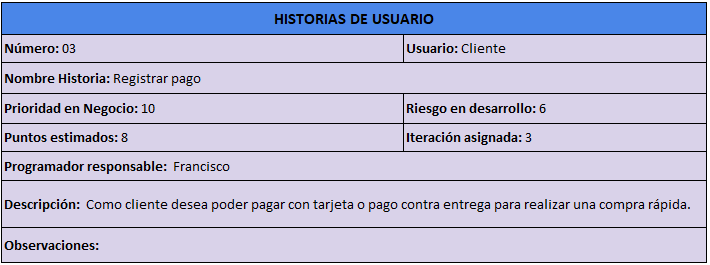 HISTORIAS DE USUARIO
Número: 03 Usuario: Cliente
Nombre Historia: Registrar pago
Prioridad en Negocio: 10 Riesgo en desarrollo: 6
Puntos estimados: 8 Iteración asignada: 3
Programador responsable: Francisco
Descripción: Como cliente desea poder pagar con tarjeta o pago contra entrega para realizar una compra rápida.
Observaciones: